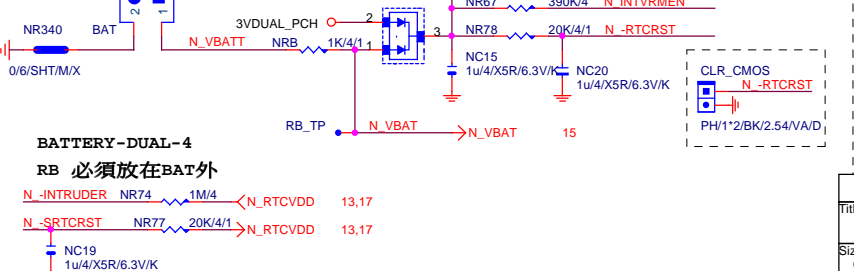 NR67 390K/4 N_INTVRMEN
2 1
3VDUAL_PCH 2
NR340 BAT NR78 20K/4/1 N_-RTCRST
N_VBATT NRB 1K/4/1 1 3
0/6/SHT/M/X
NC15
1u/4/X5R/6.3V/K
NC20
1u/4/X5R/6.3V/K
CLR_CMOS
N_-RTCRST
PH/1*2/BK/2.54/VA/D
RB_TP N_VBAT N_VBAT 15
BATTERY-DUAL-4
RB 必須放在BAT外
N_-INTRUDER NR74 1M/4 N_RTCVDD 13,17
N_-SRTCRST NR77 20K/4/1 N_RTCVDD 13,17
NC19
1u/4/X5R/6.3V/K